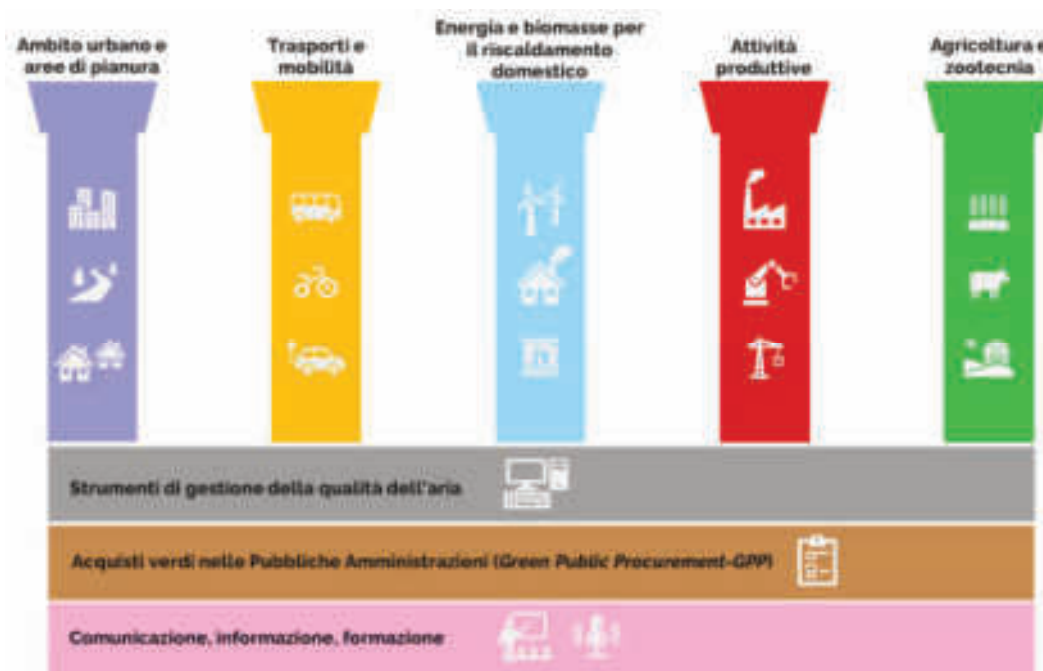 Ambito urbano e
aree di pianura
Trasporti e
mobilità
Energia e biomasse per
il riscaldamento
domestico
Attività
produttive
Agricoltura e
zootecnia
Strumenti di gestione della qualità dell'aria
Acquisti verdi nelle Pubbliche Amministrazioni (Green Public Procurement-GPP)
Comunicazione, informazione, formazione